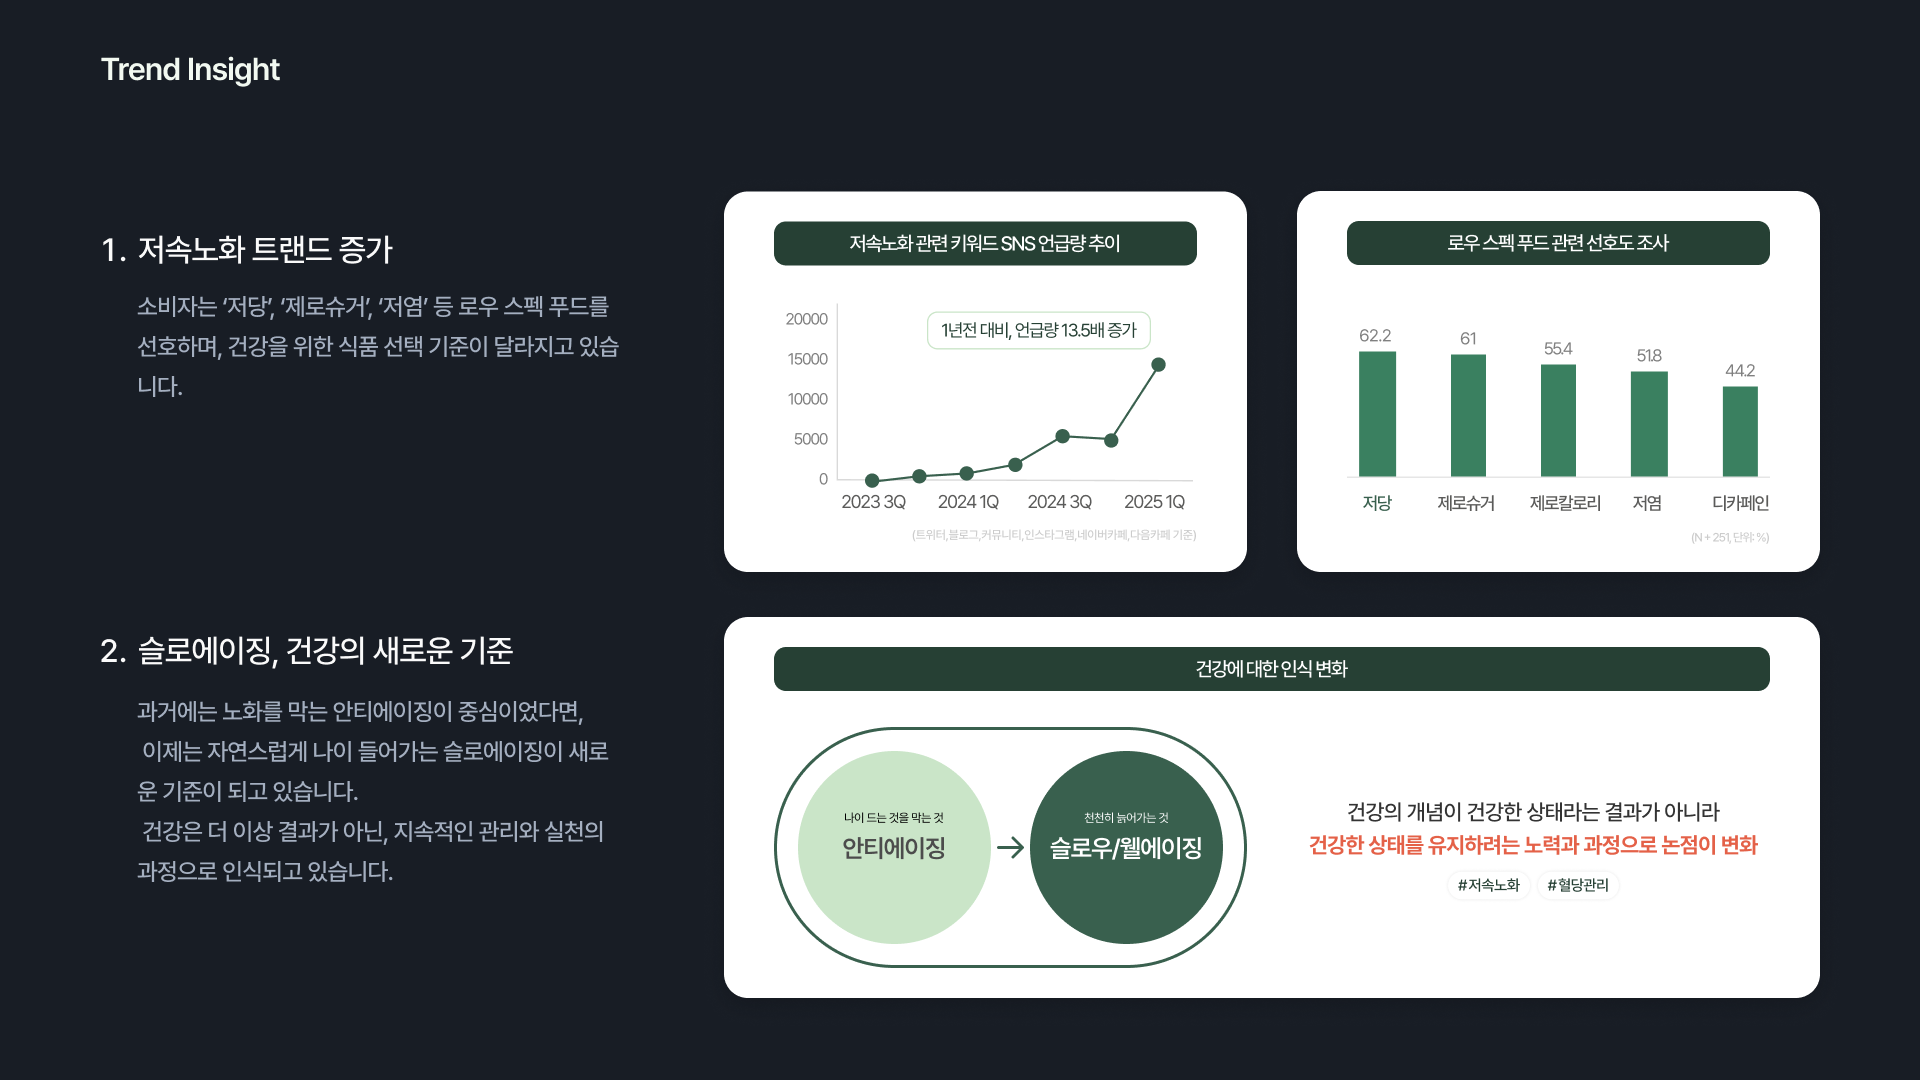 Trend Insight
1. 저속노화 트랜드 증가
소비자는 ‘저당’, ‘제로슈거’, ‘저염’ 등 로우 스펙 푸드를
선호하며, 건강을 위한 식품 선택 기준이 달라지고 있습
니다.
저속노화 관련 키워드 SNS 언급량 추이
1년전 대비, 언급량 13.5배 증가
20000
15000
10000
5000
0
2023 3Q 2024 1Q 2024 3Q 2025 1Q
(트위터,블로그,커뮤니티,인스타그램,네이버카페,다음카페 기준)
로우 스펙 푸드 관련 선호도 조사
62.2 61 55.4 51.8 44.2
저당 제로슈거 제로칼로리 저염 디카페인
(N + 251, 단위: %)
2. 슬로에이징, 건강의 새로운 기준
과거에는 노화를 막는 안티에이징이 중심이었다면,
이제는 자연스럽게 나이 들어가는 슬로에이징이 새로
운 기준이 되고 있습니다.
건강은 더 이상 결과가 아닌, 지속적인 관리와 실천의
과정으로 인식되고 있습니다.
건강에 대한 인식 변화
나이 드는 것을 막는 것
안티에이징
천천히 늙어가는 것
슬로우/웰에이징
건강의 개념이 건강한 상태라는 결과가 아니라
건강한 상태를 유지하려는 노력과 과정으로 논점이 변화
#저속노화 #혈당관리